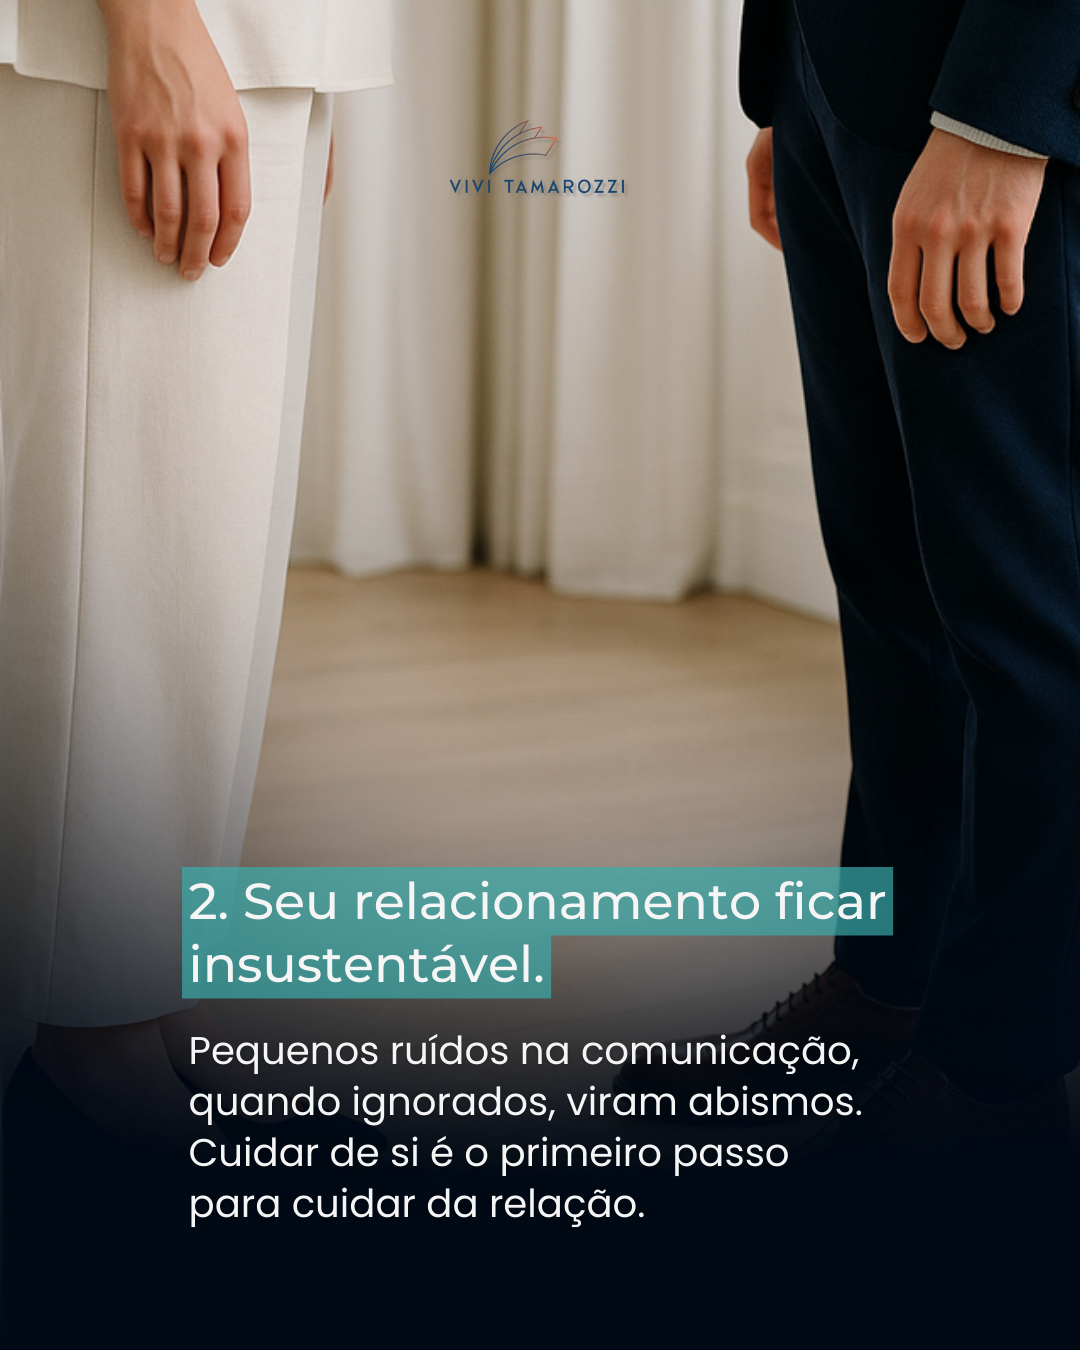 VIVI TAMAROZZI
2. Seu relacionamento ficar
insustentável.
Pequenos ruídos na comunicação,
quando ignorados, viram abismos.
Cuidar de si é o primeiro passo
para cuidar da relação.